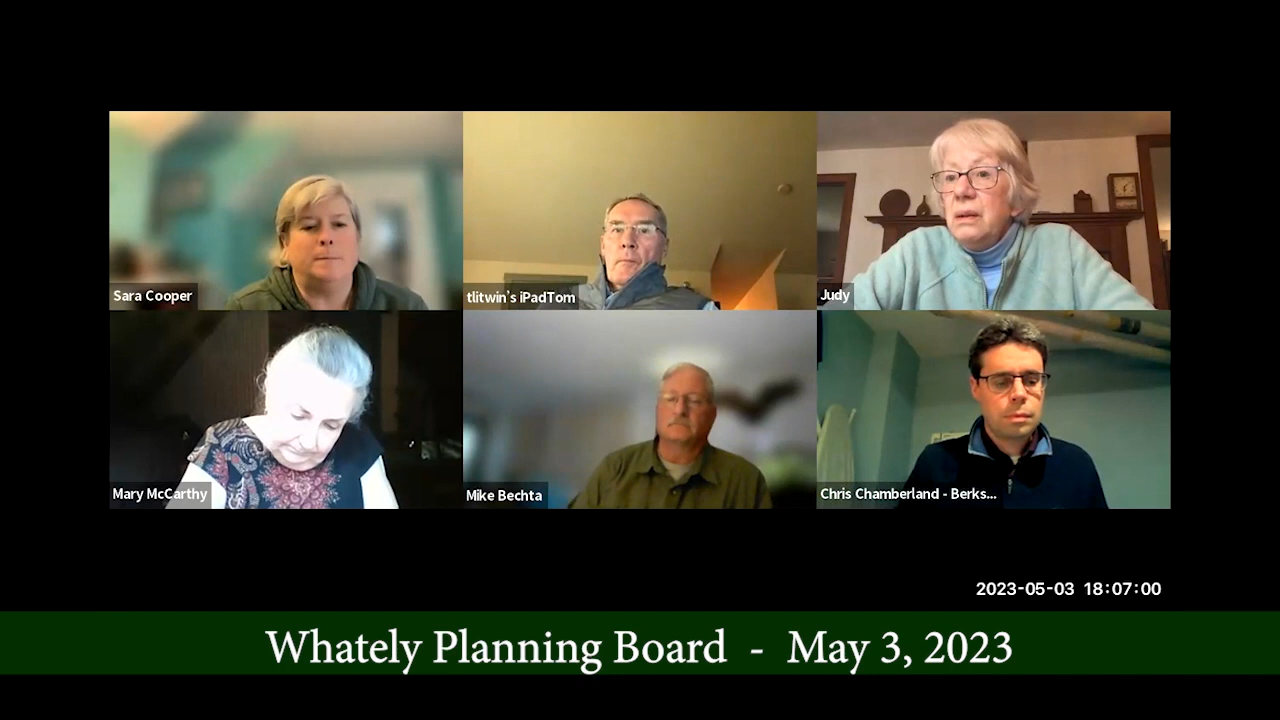 Sara Cooper
tlitwin's iPadTom
Judy
Mary McCarthy
Mike Bechta
Chris Chamberland - Berks...
2023-05-03 18:07:00
Whately Planning Board - May 3, 2023